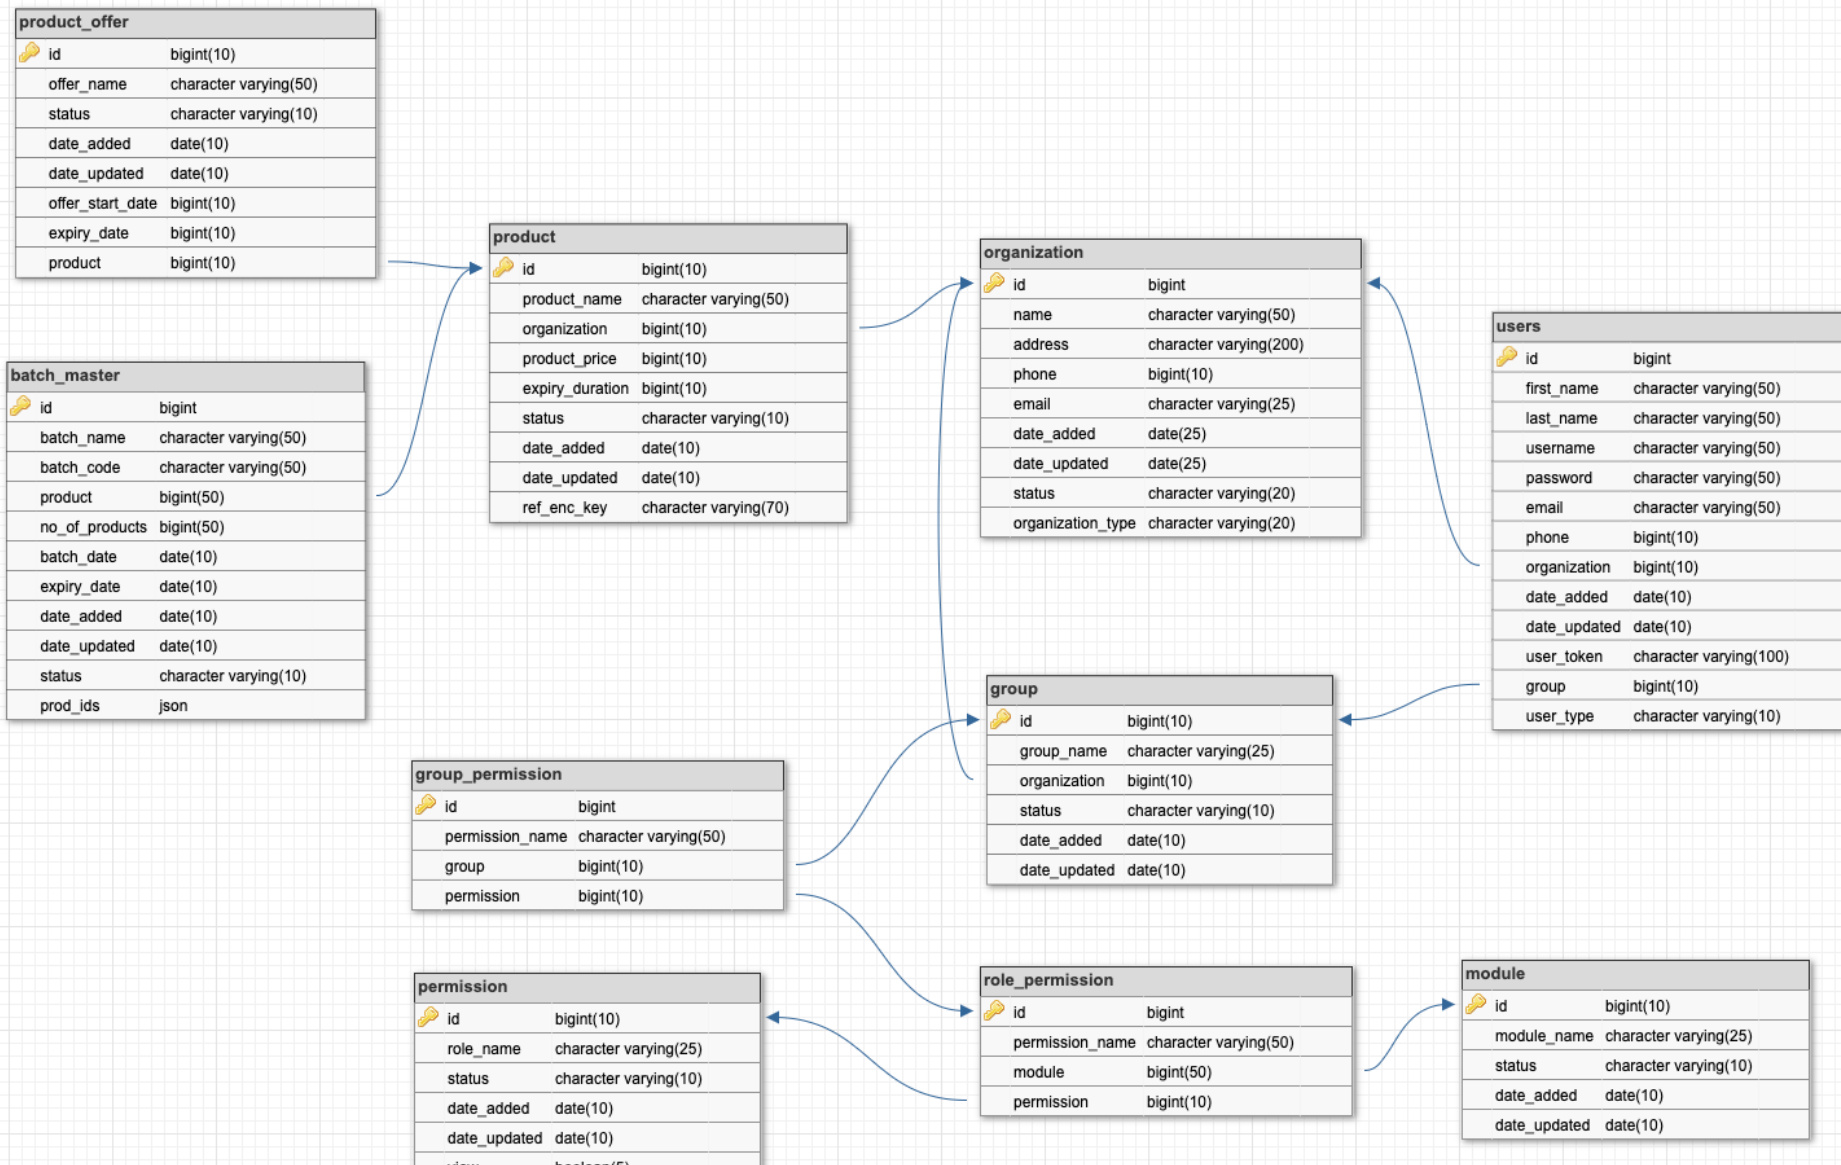 product_offer
id bigint(10)
offer_name character varying(50)
status character varying(10)
date_added date(10)
date_updated date(10)
offer_start_date bigint(10)
expiry_date bigint(10)
product bigint(10)
batch_master
id bigint
batch_name character varying(50)
batch_code character varying(50)
product bigint(50)
no_of_products bigint(50)
batch_date date(10)
expiry_date date(10)
date_added date(10)
date_updated date(10)
status character varying(10)
prod_ids json
product
id bigint(10)
product_name character varying(50)
organization bigint(10)
product_price bigint(10)
expiry_duration bigint(10)
status character varying(10)
date_added date(10)
date_updated date(10)
ref_enc_key character varying(70)
organization
id bigint
name character varying(50)
address character varying(200)
phone bigint(10)
email character varying(25)
date_added date(25)
date_updated date(25)
status character varying(20)
organization_type character varying(20)
users
id bigint
first_name character varying(50)
last_name character varying(50)
username character varying(50)
password character varying(50)
email character varying(50)
phone bigint(10)
organization bigint(10)
date_added date(10)
date_updated date(10)
user_token character varying(100)
group bigint(10)
user_type character varying(10)
group
id bigint(10)
group_name character varying(25)
organization bigint(10)
status character varying(10)
date_added date(10)
date_updated date(10)
group_permission
id bigint
permission_name character varying(50)
group bigint(10)
permission bigint(10)
permission
id bigint(10)
role_name character varying(25)
status character varying(10)
date_added date(10)
date_updated date(10)
role_permission
id bigint
permission_name character varying(50)
module bigint(50)
permission bigint(10)
module
id bigint(10)
module_name character varying(25)
status character varying(10)
date_added date(10)
date_updated date(10)